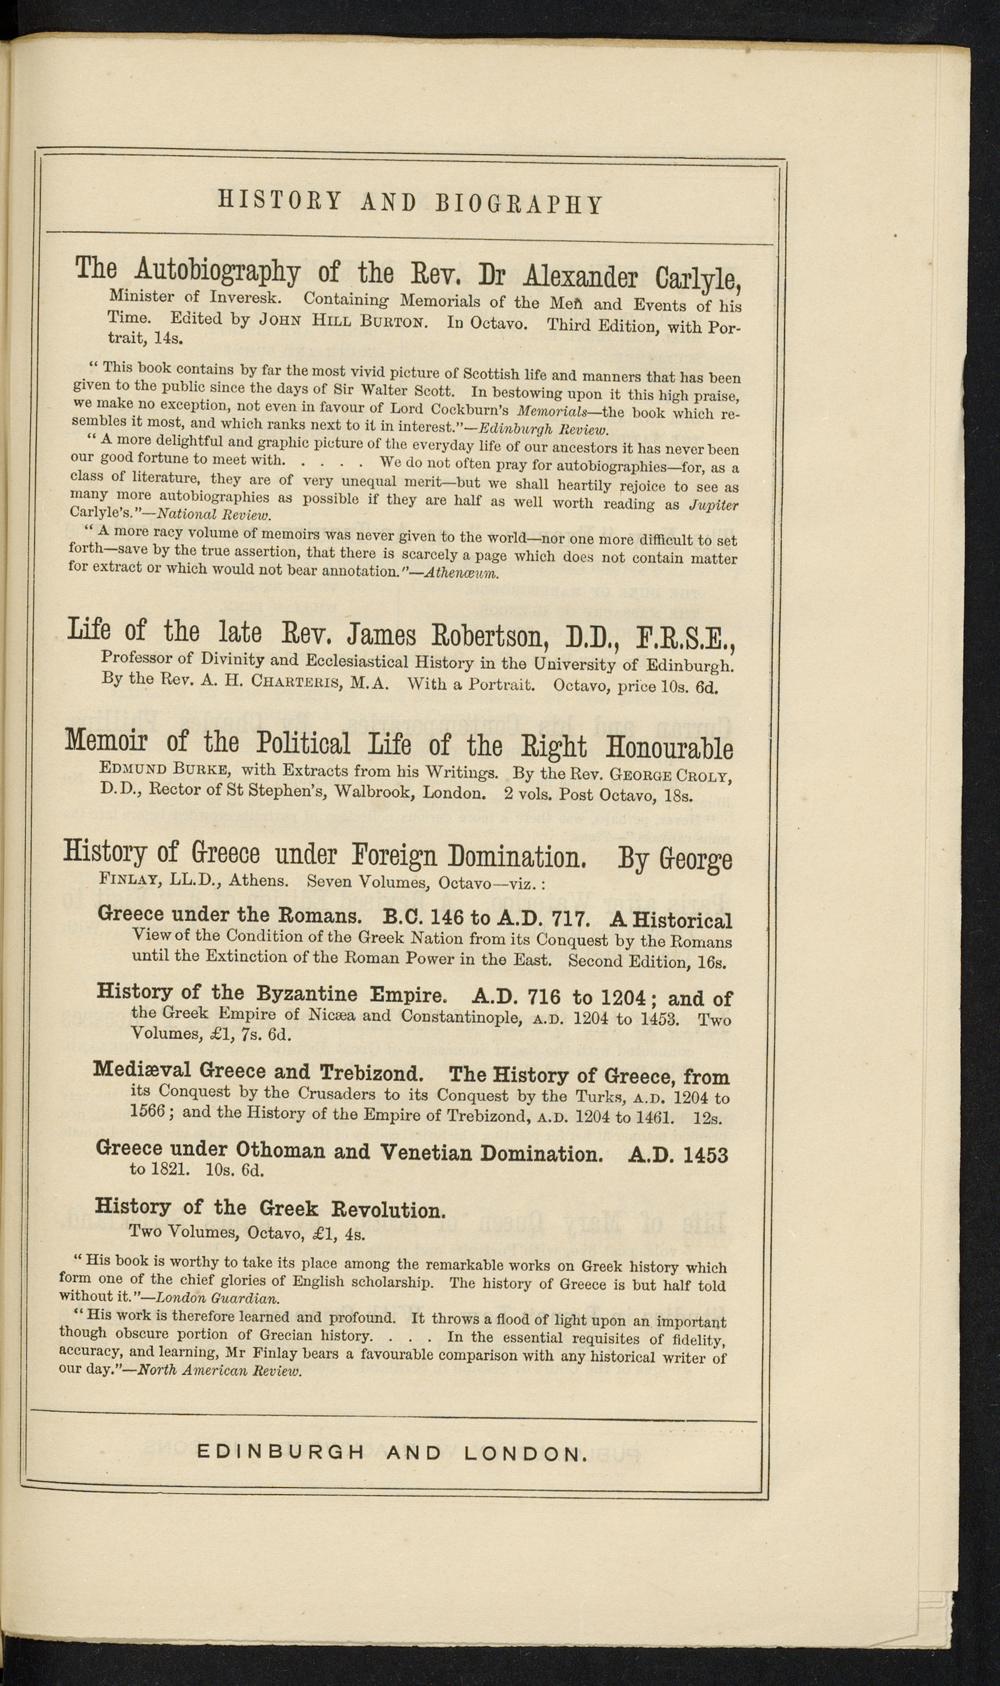 HISTORY AND BIOGRAPHY
The Autobiography of the Rev. Dr Alexander Carlyle,
Minister of Inveresk. Containing Memorials of the Men and Events of his
Time. Edited by JOHN HILL BURTON. In Octavo. Third Edition, with Por-
trait, 14s.
“This book contains by far the most vivid picture of Scottish life and manners that has been
given to the public since the days of Sir Walter Scott. In bestowing upon it this high praise,
we make no exception, not even in favour of Lord Cockburn's Memorials—the book which re-
sembles it most, and which ranks next to it in interest.”—Edinburgh Review.
“A more delightful and graphic picture of the everyday life of our ancestors it has never been
our good fortune to meet with. . . . . We do not often pray for autobiographies—for, as a
class of literature, they are of very unequal merit—but we shall heartily rejoice to see as
many more autobiographies as possible if they are half as well worth reading as Jupiter
Carlyle's.”—National Review.
“A more racy volume of memoirs was never given to the world—nor one more difficult to set
forth—save by the true assertion, that there is scarcely a page which does not contain matter
for extract or which would not bear annotation.”—Athenæum.
Life of the late Rev. James Robertson, D.D., F.R.S.E.,
Professor of Divinity and Ecclesiastical History in the University of Edinburgh.
By the Rev. A. H. CHARTERIS, M.A. With a Portrait. Octavo, price 10s. 6d.
Memoir of the Political Life of the Right Honourable
EDMUND BURKE, with Extracts from his Writings. By the Rev. GEORGE CROLY,
D.D., Rector of St Stephen's, Walbrook, London. 2 vols. Post Octavo, 18s.
History of Greece under Foreign Domination. By George
FINLAY, LL.D., Athens. Seven Volumes, Octavo—viz. :
Greece under the Romans. B.C. 146 to A.D. 717. A Historical
View of the Condition of the Greek Nation from its Conquest by the Romans
until the Extinction of the Roman Power in the East. Second Edition, 16s.
History of the Byzantine Empire. A.D. 716 to 1204; and of
the Greek Empire of Nicæa and Constantinople, A.D. 1204 to 1453. Two
Volumes, £1, 7s. 6d.
Mediæval Greece and Trebizond. The History of Greece, from
its Conquest by the Crusaders to its Conquest by the Turks, A.D. 1204 to
1566; and the History of the Empire of Trebizond, A.D. 1204 to 1461. 12s.
Greece under Othoman and Venetian Domination. A.D. 1453
to 1821. 10s. 6d.
History of the Greek Revolution.
Two Volumes, Octavo, £1, 4s.
“His book is worthy to take its place among the remarkable works on Greek history which
form one of the chief glories of English scholarship. The history of Greece is but half told
without it.”—London Guardian.
“His work is therefore learned and profound. It throws a flood of light upon an important
though obscure portion of Grecian history. . . . In the essential requisites of fidelity,
accuracy, and learning, Mr Finlay bears a favourable comparison with any historical writer of
our day.”—North American Review.
EDINBURGH AND LONDON.